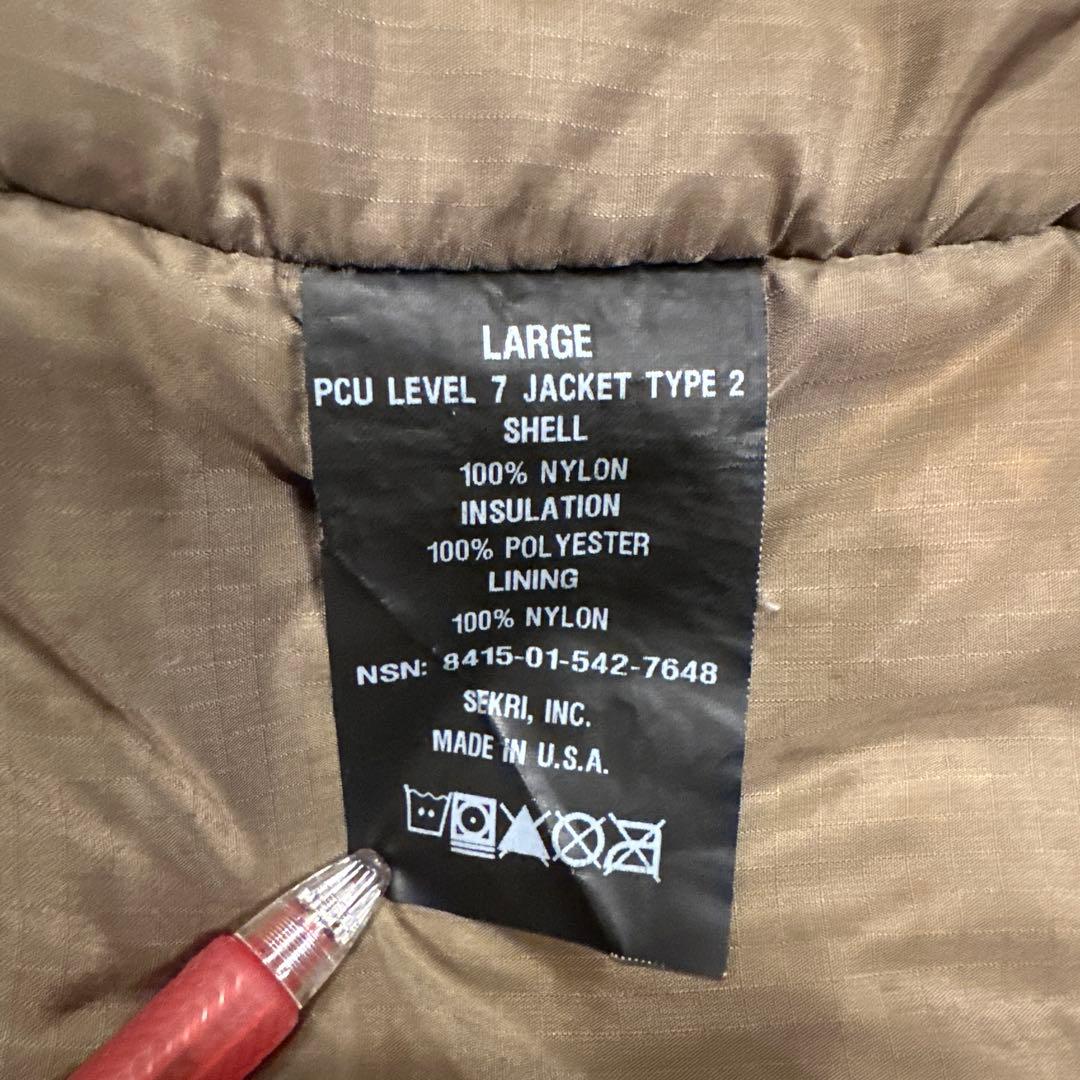 LARGE
PCU LEVEL 7 JACKET TYPE 2
SHELL
100% NYLON
INSULATION
100% POLYESTER
LINING
100% NYLON
NSN: 8415-01-542-7648
SEKRI, INC.
MADE iN U.S.A.